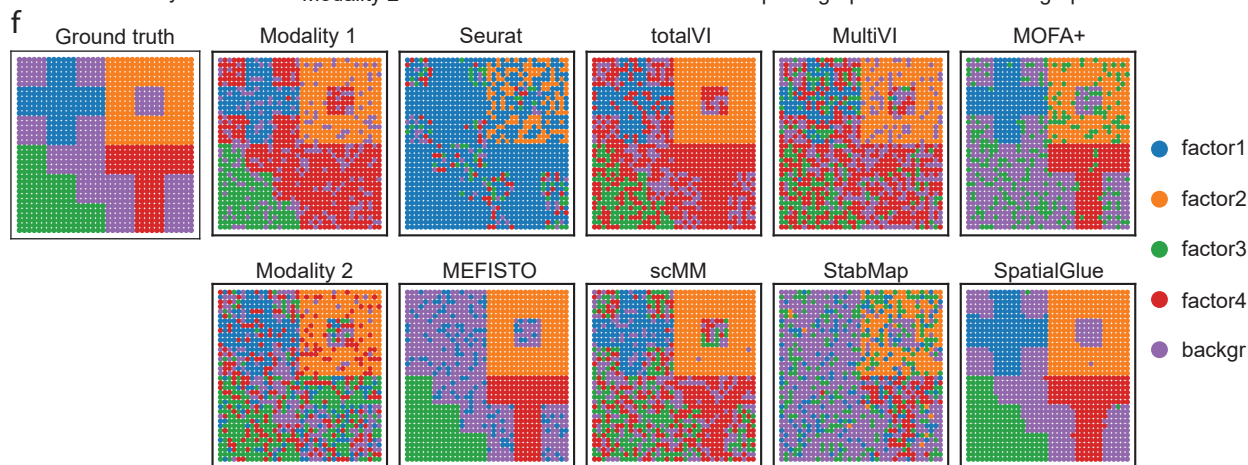 f
Ground truth
Modality 1
Seurat
totalVI
MultiVI
MOFA+
Modality 2
MEFISTO
scMM
StabMap
SpatialGlue
factor1
factor2
factor3
factor4
backgr